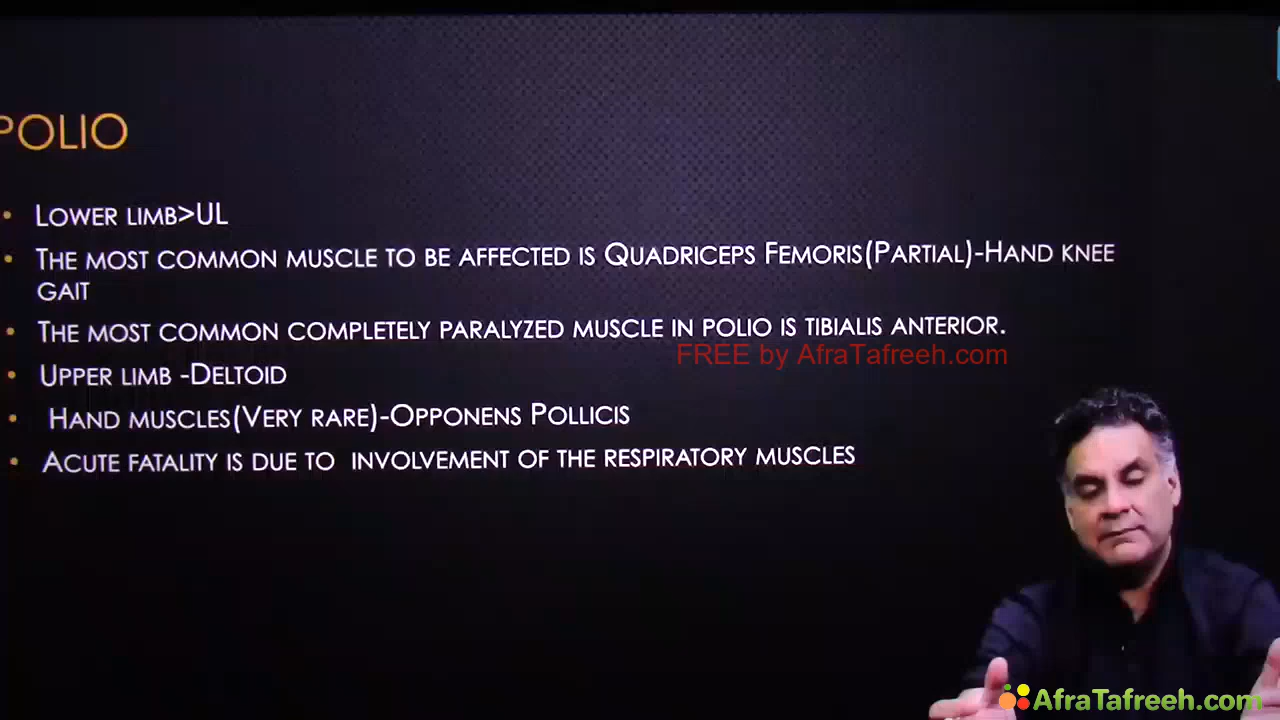 POLIO
• LOWER LIMB>UL
• THE MOST COMMON MUSCLE TO BE AFFECTED IS QUADRICEPS FEMORIS(PARTIAL)-HAND KNEE
GAIT
• THE MOST COMMON COMPLETELY PARALYZED MUSCLE IN POLIO IS TIBIALIS ANTERIOR.
FREE by AfraTafreeh.com
• UPPER LIMB -DELTOID
• HAND MUSCLES(VERY RARE)-OPPONENS POLLICIS
• ACUTE FATALITY IS DUE TO INVOLVEMENT OF THE RESPIRATORY MUSCLES
AfraTafreeh.com